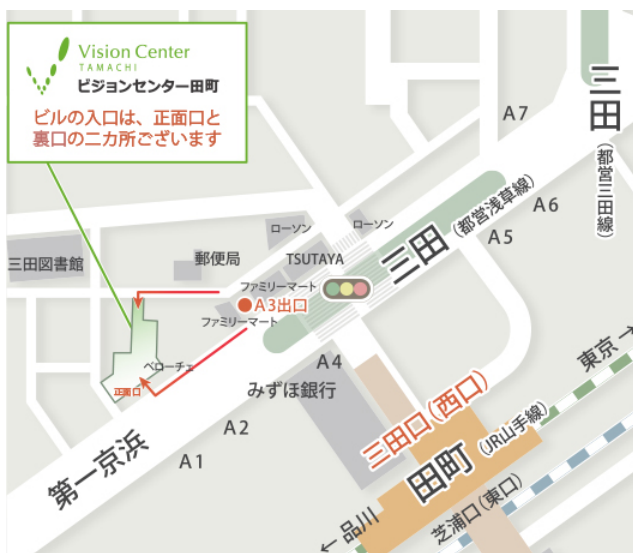 Vision Center
TAMACHI
ビジョンセンター田町
ビルの入口は、正面口と
裏口の二カ所ございます
三田
(都営三田線)
A7
A6
A5
三田
(都営浅草線)
ローソン
ローソン
TSUTAYA
郵便局
三田図書館
ファミリーマート
A3出口
ファミリーマート
ベローチェ
正面口
A4
みずほ銀行
A2
A1
第一京浜
三田口(西口)
田町
(JR山手線)
東京→
←品川
芝浦口(東口)